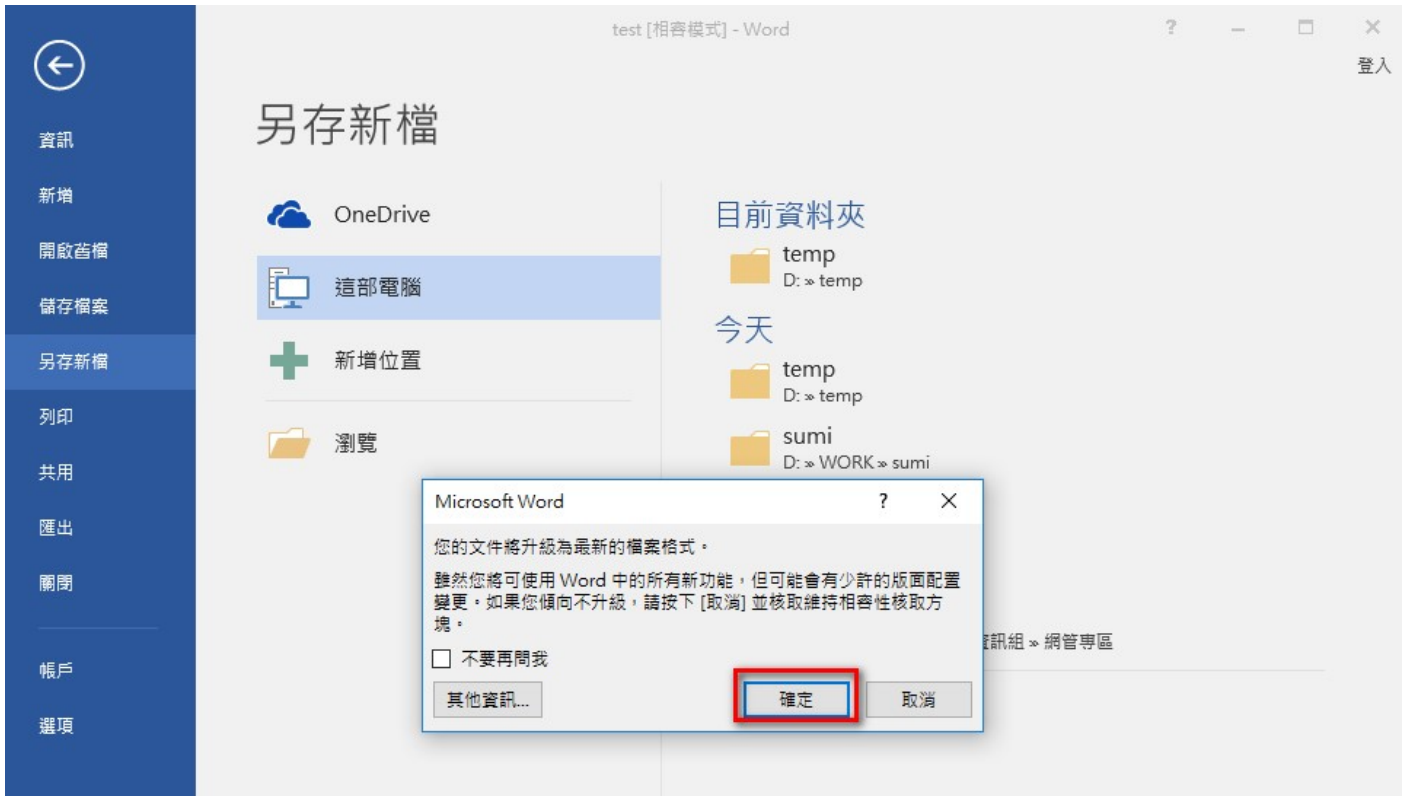 test [相容模式] - Word
?
登入
資訊
新增
開啟舊檔
儲存檔案
另存新檔
列印
共用
匯出
關閉
帳戶
選項
另存新檔
OneDrive
這部電腦
新增位置
瀏覽
目前資料夾
temp
D: » temp
今天
temp
D: » temp
sumi
D: » WORK » sumi
訊組 » 網管專區
Microsoft Word
?
您的文件將升級為最新的檔案格式。
雖然您將可使用 Word 中的所有新功能，但可能會有少許的版面配置
變更。如果您傾向不升級，請按下 [取消] 並核取維持相容性核取方
塊。
不要再問我
其他資訊...
確定
取消